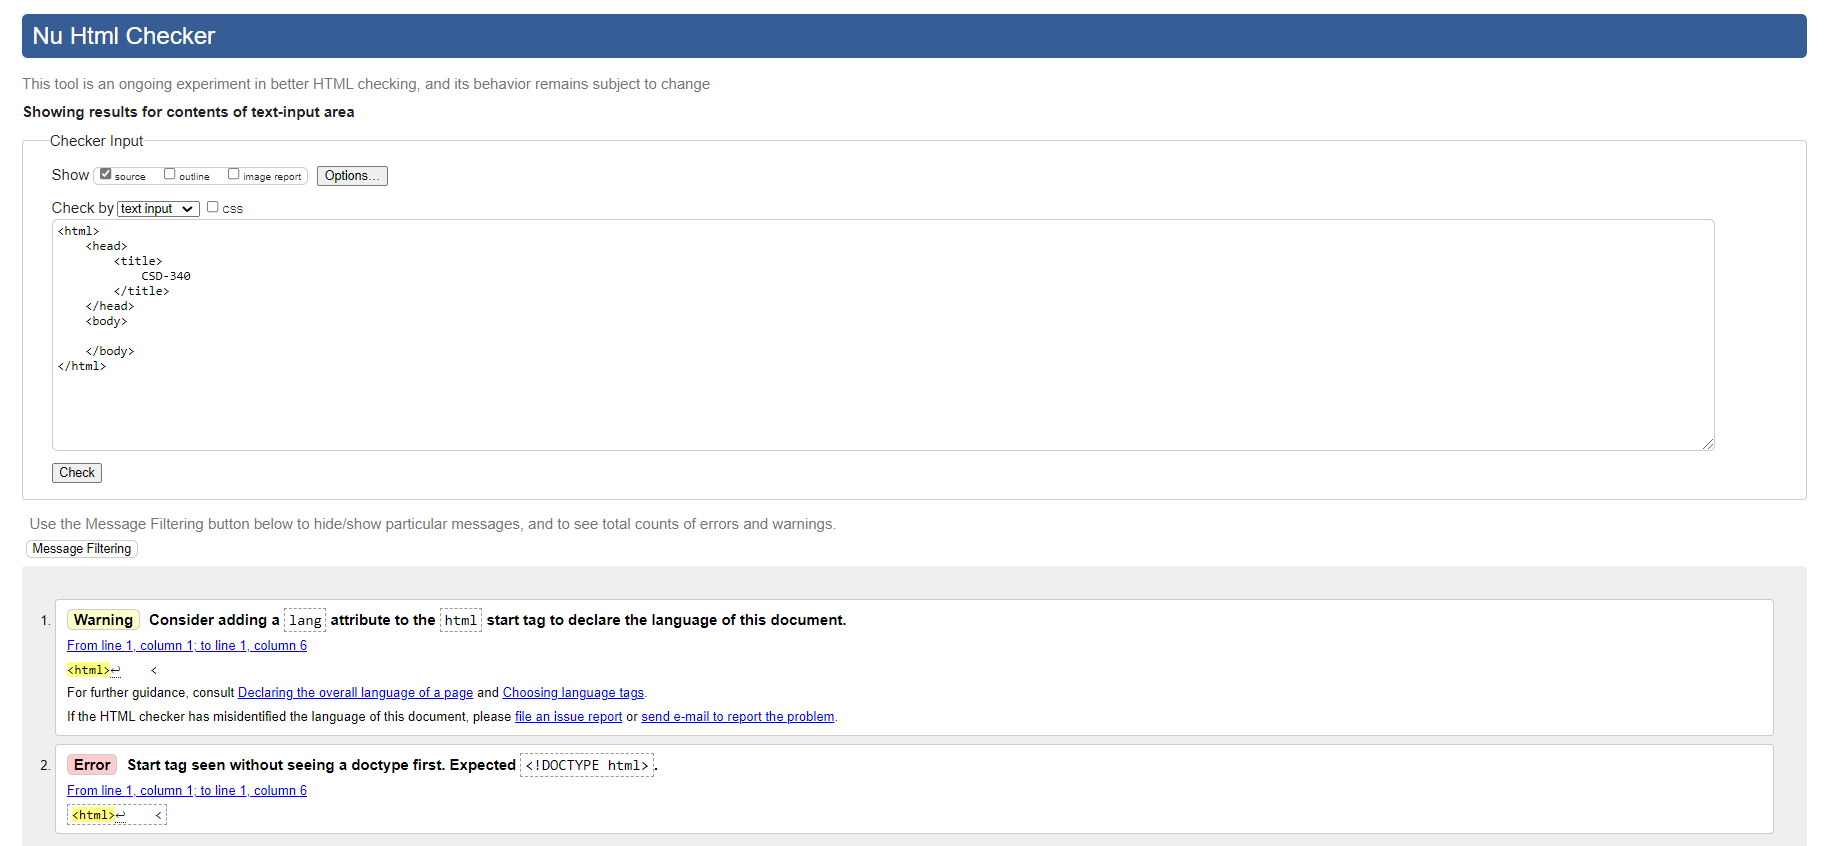 Nu Html Checker
This tool is an ongoing experiment in better HTML checking, and its behavior remains subject to change
Showing results for contents of text-input area
Checker Input
Show source outline image report Options...
Check by text input css
<html>
    <head>
        <title>
            CSD-340
        </title>
    </head>
    <body>
    </body>
</html>
Check
Use the Message Filtering button below to hide/show particular messages, and to see total counts of errors and warnings.
Message Filtering
1. Warning Consider adding a lang attribute to the html start tag to declare the language of this document.
From line 1, column 1; to line 1, column 6
<html>↩    <
For further guidance, consult Declaring the overall language of a page and Choosing language tags.
If the HTML checker has misidentified the language of this document, please file an issue report or send e-mail to report the problem.
2. Error Start tag seen without seeing a doctype first. Expected <!DOCTYPE html>.
From line 1, column 1; to line 1, column 6
<html>↩    <